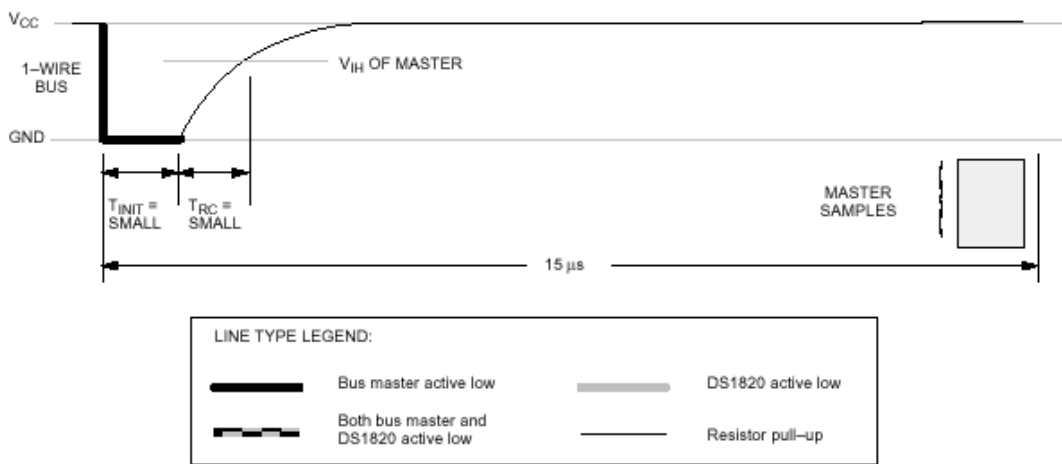 VCC
1–WIRE
BUS
VIH OF MASTER
GND
TINIT =
SMALL
TRC =
SMALL
MASTER
SAMPLES
15 µs
LINE TYPE LEGEND:
Bus master active low
DS1820 active low
Both bus master and
DS1820 active low
Resistor pull–up